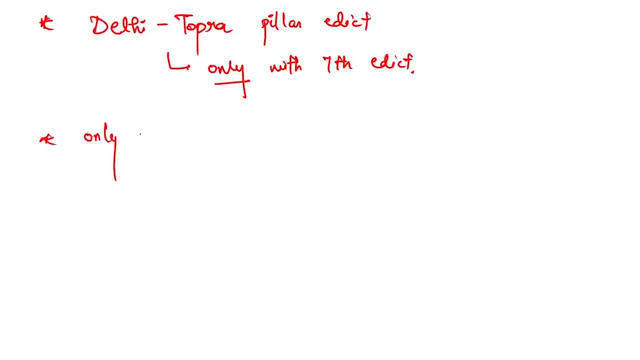 * Delhi - Topra pillar edict
↳ only with 7th edict.
* only